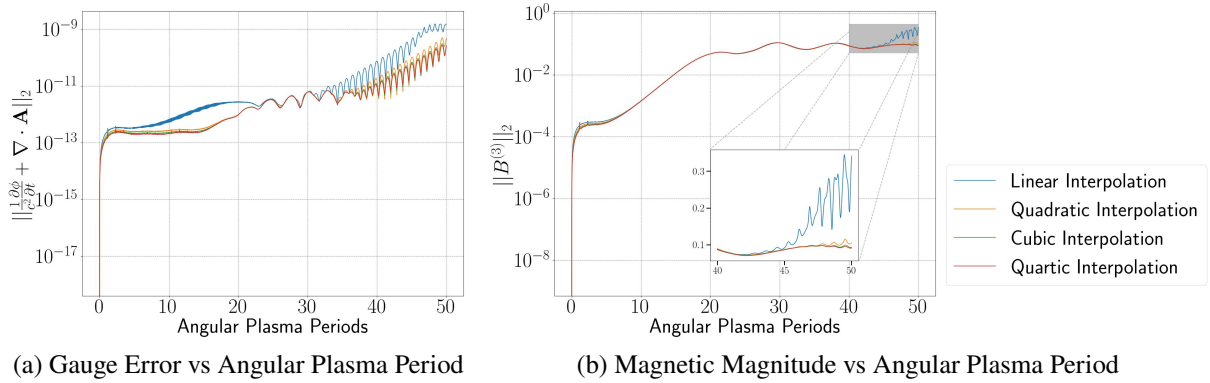 10⁻⁹
10⁻¹¹
10⁻¹³
10⁻¹⁵
10⁻¹⁷
||1/c² ∂ϕ/∂t + ∇ · A||₂
0 10 20 30 40 50
Angular Plasma Periods
(a) Gauge Error vs Angular Plasma Period
10⁰
10⁻²
10⁻⁴
10⁻⁶
10⁻⁸
||B⁽³⁾||₂
0.3
0.2
0.1
40 45 50
0 10 20 30 40 50
Angular Plasma Periods
(b) Magnetic Magnitude vs Angular Plasma Period
Linear Interpolation
Quadratic Interpolation
Cubic Interpolation
Quartic Interpolation